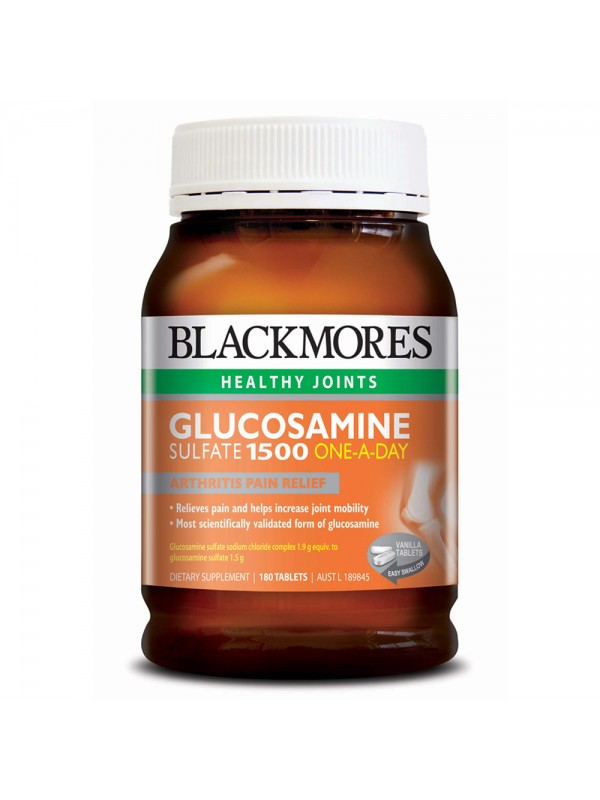 BLACKMORES
HEALTHY JOINTS
GLUCOSAMINE
SULFATE 1500 ONE-A-DAY
ARTHRITIS PAIN RELIEF
• Relieves pain and helps increase joint mobility
• Most scientifically validated form of glucosamine
Glucosamine sulfate sodium chloride complex 1.9 g equiv. to
glucosamine sulfate 1.5 g
VANILLA
TABLETS
EASY SWALLOW
DIETARY SUPPLEMENT | 180 TABLETS | AUST L 189845